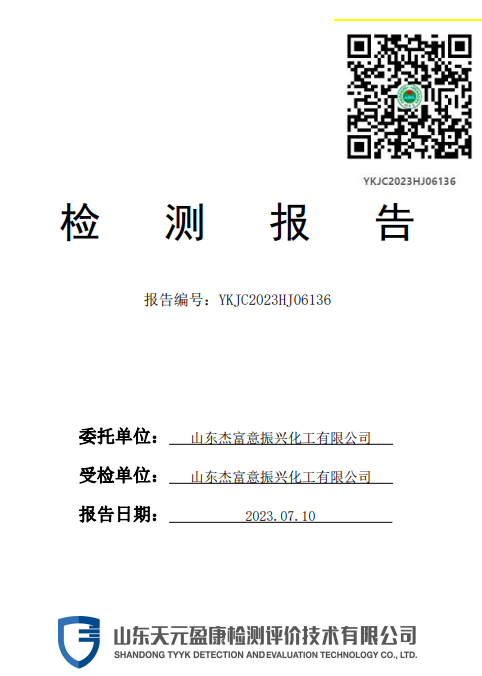 YKJC2023HJ06136
检 测 报 告
报告编号：YKJC2023HJ06136
委托单位： 山东杰富意振兴化工有限公司
受检单位： 山东杰富意振兴化工有限公司
报告日期： 2023.07.10
山东天元盈康检测评价技术有限公司
SHANDONG TYYK DETECTION AND EVALUATION TECHNOLOGY CO., LTD.